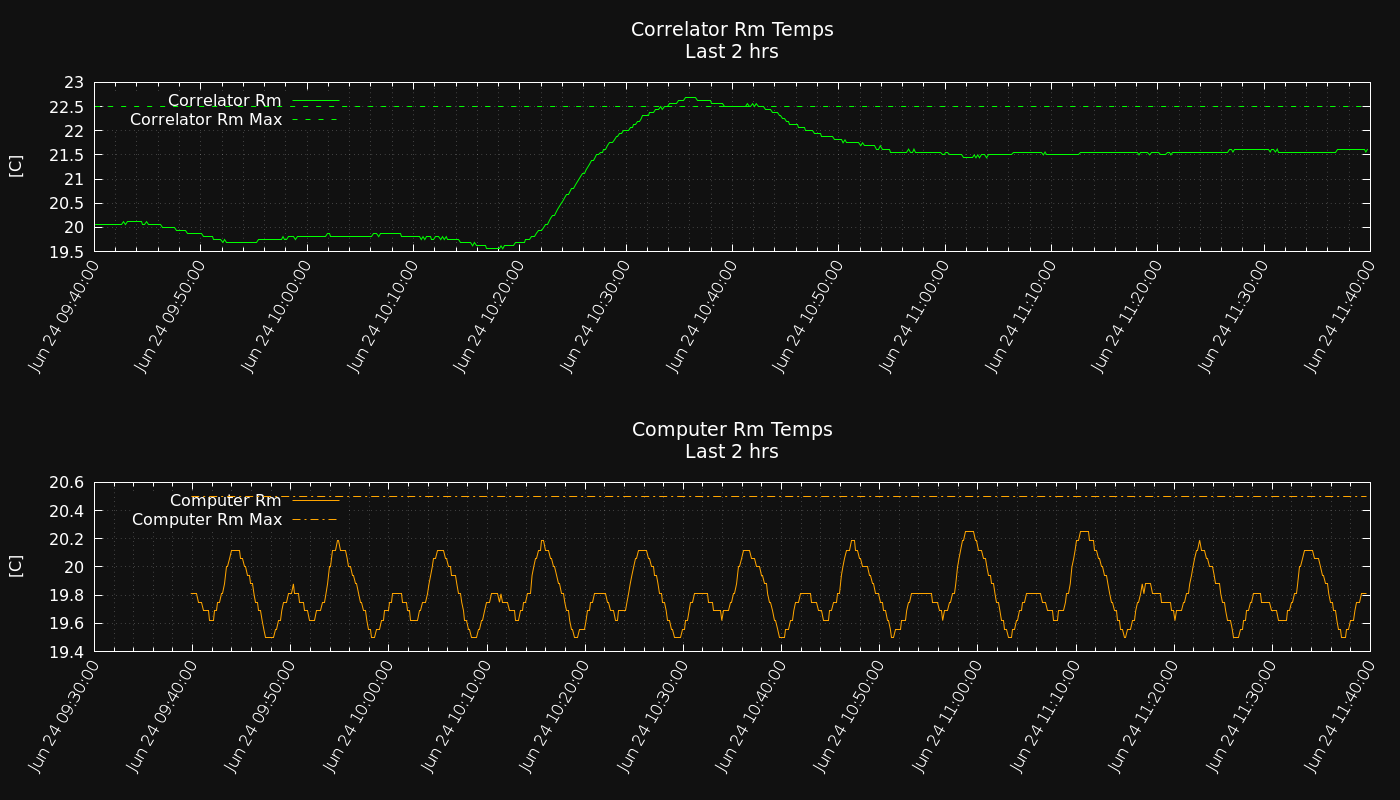 Correlator Rm Temps
Last 2 hrs
[C]
23
22.5
22
21.5
21
20.5
20
19.5
Correlator Rm
Correlator Rm Max
Jun 24 09:40:00
Jun 24 09:50:00
Jun 24 10:00:00
Jun 24 10:10:00
Jun 24 10:20:00
Jun 24 10:30:00
Jun 24 10:40:00
Jun 24 10:50:00
Jun 24 11:00:00
Jun 24 11:10:00
Jun 24 11:20:00
Jun 24 11:30:00
Jun 24 11:40:00
Computer Rm Temps
Last 2 hrs
[C]
20.6
20.4
20.2
20
19.8
19.6
19.4
Computer Rm
Computer Rm Max
Jun 24 09:30:00
Jun 24 09:40:00
Jun 24 09:50:00
Jun 24 10:00:00
Jun 24 10:10:00
Jun 24 10:20:00
Jun 24 10:30:00
Jun 24 10:40:00
Jun 24 10:50:00
Jun 24 11:00:00
Jun 24 11:10:00
Jun 24 11:20:00
Jun 24 11:30:00
Jun 24 11:40:00